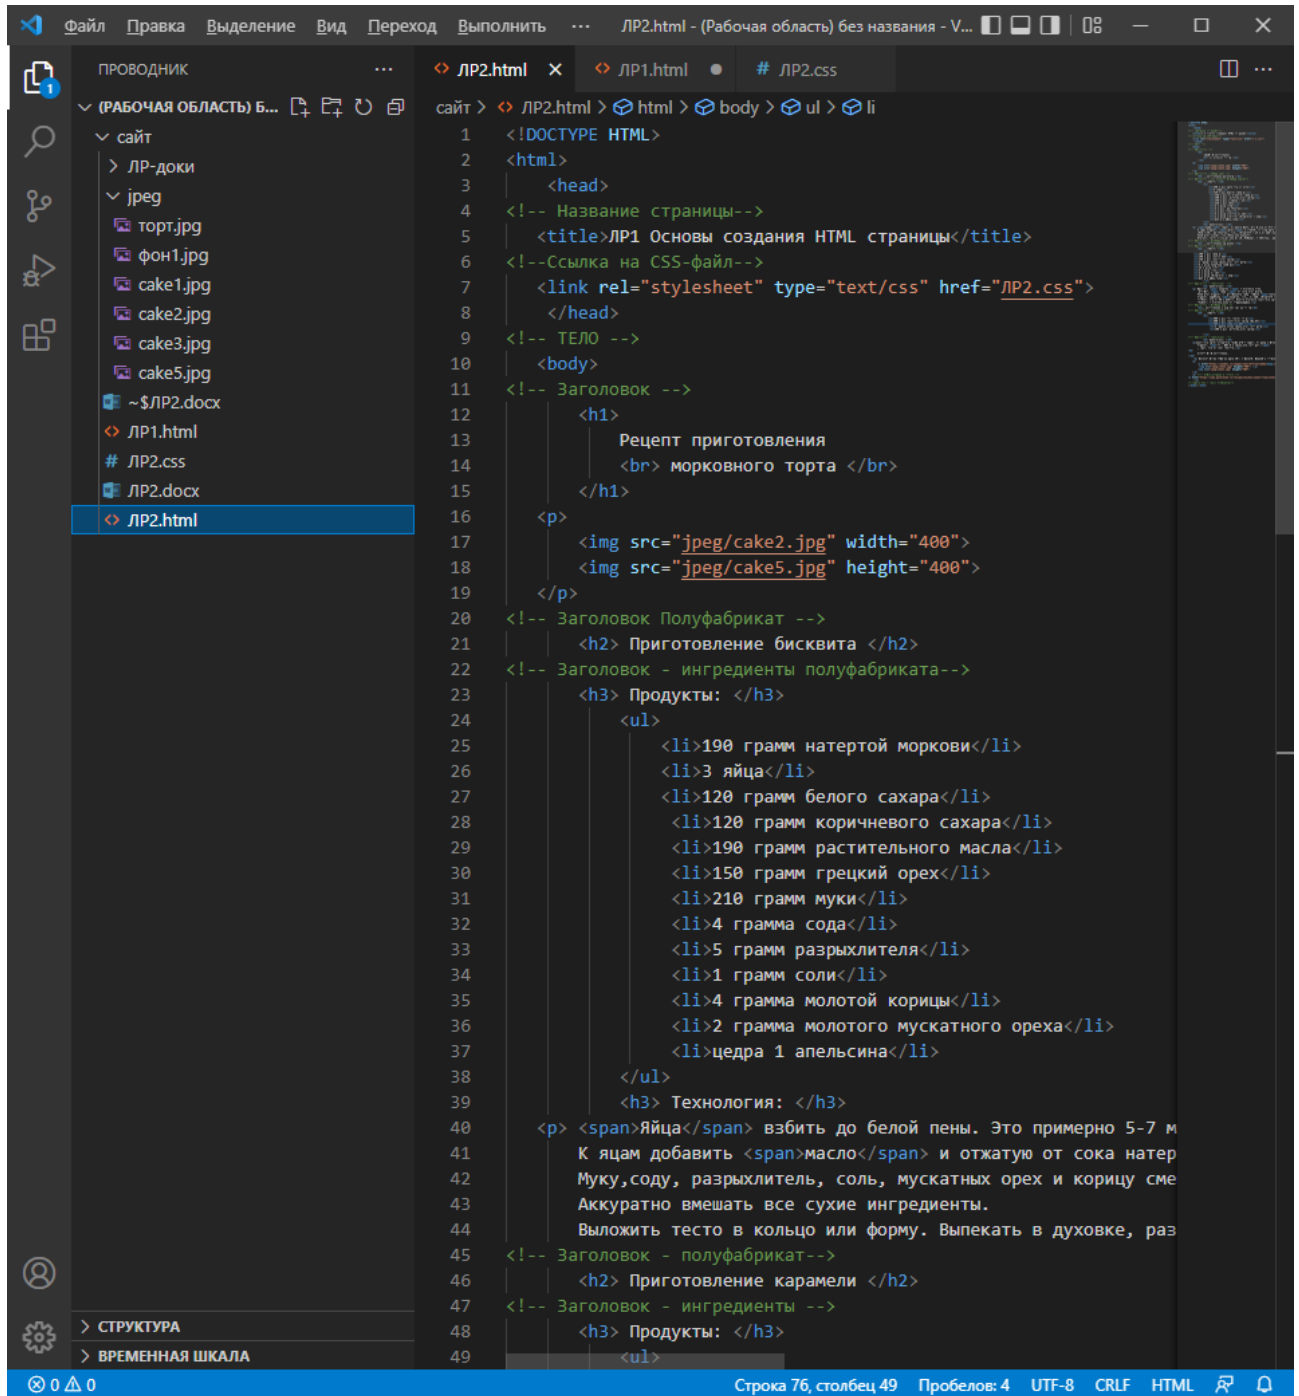 Файл Правка Выделение Вид Переход Выполнить ··· ЛР2.html - (Рабочая область) без названия - V...
ПРОВОДНИК ···
(РАБОЧАЯ ОБЛАСТЬ) Б...
сайт
ЛР-доки
jpeg
торт.jpg
фон1.jpg
cake1.jpg
cake2.jpg
cake3.jpg
cake5.jpg
~$ЛР2.docx
ЛР1.html
# ЛР2.css
ЛР2.docx
ЛР2.html
СТРУКТУРА
ВРЕМЕННАЯ ШКАЛА
1
<> ЛР2.html <> ЛР1.html # ЛР2.css
сайт > <> ЛР2.html > html > body > ul > li
1 <!DOCTYPE HTML>
2 <html>
3 <head>
4 <!-- Название страницы-->
5 <title>ЛР1 Основы создания HTML страницы</title>
6 <!--Ссылка на CSS-файл-->
7 <link rel="stylesheet" type="text/css" href="ЛР2.css">
8 </head>
9 <!-- ТЕЛО -->
10 <body>
11 <!-- Заголовок -->
12 <h1>
13 Рецепт приготовления
14 <br> морковного торта </br>
15 </h1>
16 <p>
17 <img src="jpeg/cake2.jpg" width="400">
18 <img src="jpeg/cake5.jpg" height="400">
19 </p>
20 <!-- Заголовок Полуфабрикат -->
21 <h2> Приготовление бисквита </h2>
22 <!-- Заголовок - ингредиенты полуфабриката-->
23 <h3> Продукты: </h3>
24 <ul>
25 <li>190 грамм натертой моркови</li>
26 <li>3 яйца</li>
27 <li>120 грамм белого сахара</li>
28 <li>120 грамм коричневого сахара</li>
29 <li>190 грамм растительного масла</li>
30 <li>150 грамм грецкий орех</li>
31 <li>210 грамм муки</li>
32 <li>4 грамма сода</li>
33 <li>5 грамм разрыхлителя</li>
34 <li>1 грамм соли</li>
35 <li>4 грамма молотой корицы</li>
36 <li>2 грамма молотого мускатного ореха</li>
37 <li>цедра 1 апельсина</li>
38 </ul>
39 <h3> Технология: </h3>
40 <p> <span>Яйца</span> взбить до белой пены. Это примерно 5-7 м
41 К яцам добавить <span>масло</span> и отжатую от сока натер
42 Муку,соду, разрыхлитель, соль, мускатных орех и корицу сме
43 Аккуратно вмешать все сухие ингредиенты.
44 Выложить тесто в кольцо или форму. Выпекать в духовке, раз
45 <!-- Заголовок - полуфабрикат-->
46 <h2> Приготовление карамели </h2>
47 <!-- Заголовок - ингредиенты -->
48 <h3> Продукты: </h3>
49 <ul>
0 0 Строка 76, столбец 49 Пробелов: 4 UTF-8 CRLF HTML